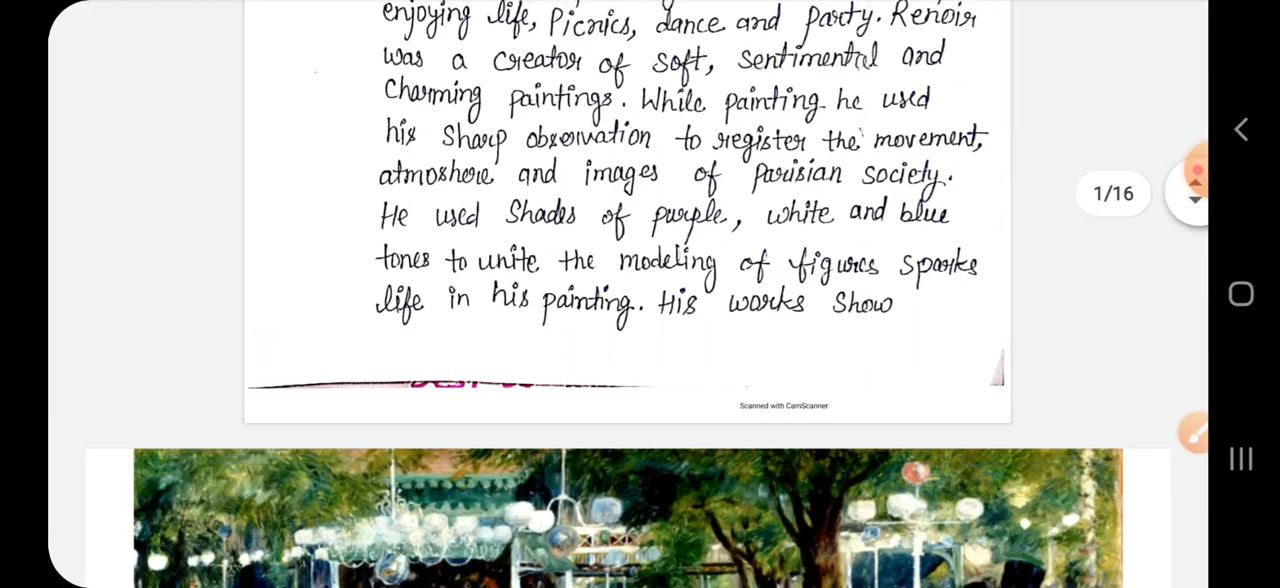 enjoying life, Picnics, dance and party. Renoir
was a creator of soft, sentimental and
Charming paintings. While painting he used
his Sharp observation to register the movement,
atmoshere and images of Parisian society.
He used Shades of purple, white and blue
tones to unite the modeling of figures sparks
life in his painting. His works show
Scanned with CamScanner
1/16